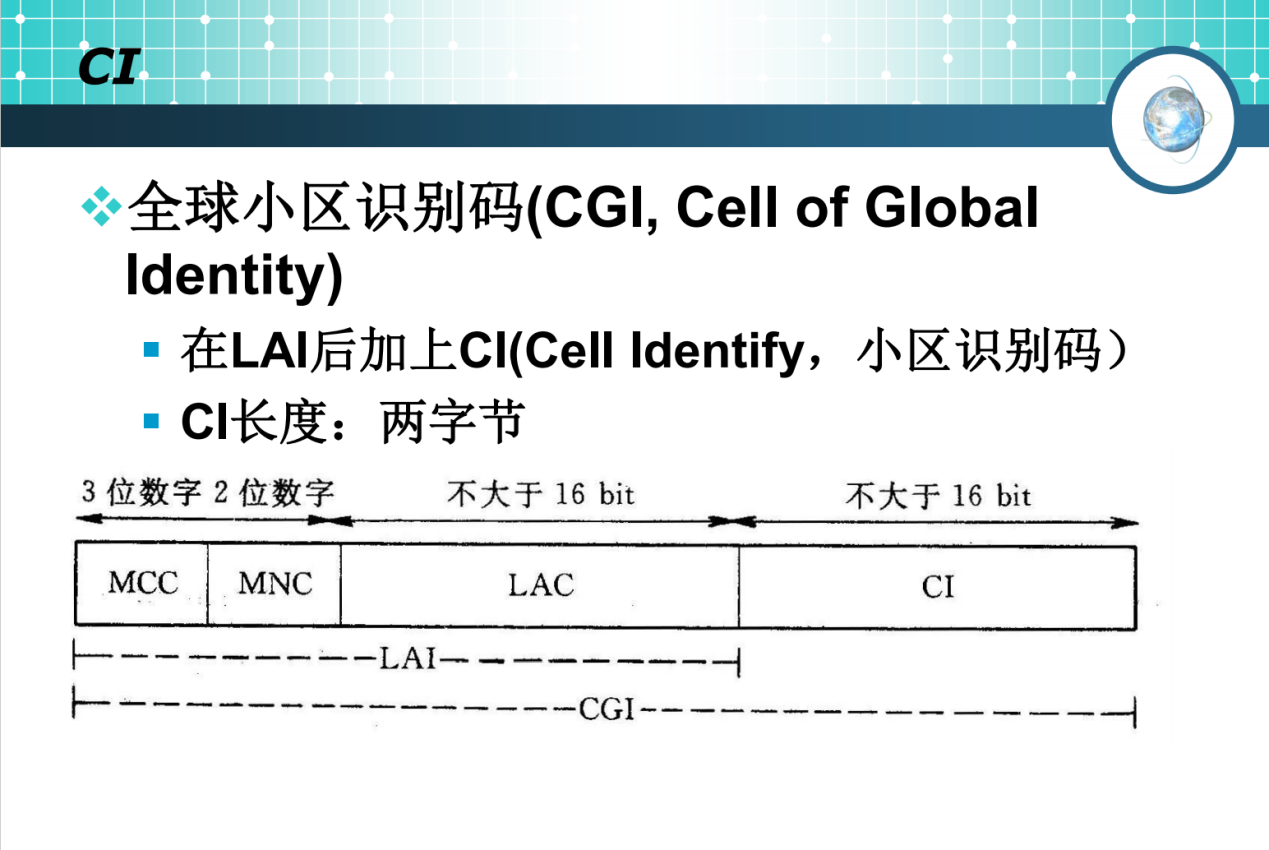 CI
全球小区识别码(CGI, Cell of Global
Identity)
在LAI后加上CI(Cell Identify，小区识别码）
CI长度：两字节
3 位数字 2 位数字 不大于 16 bit 不大于 16 bit
MCC MNC LAC CI
LAI
CGI